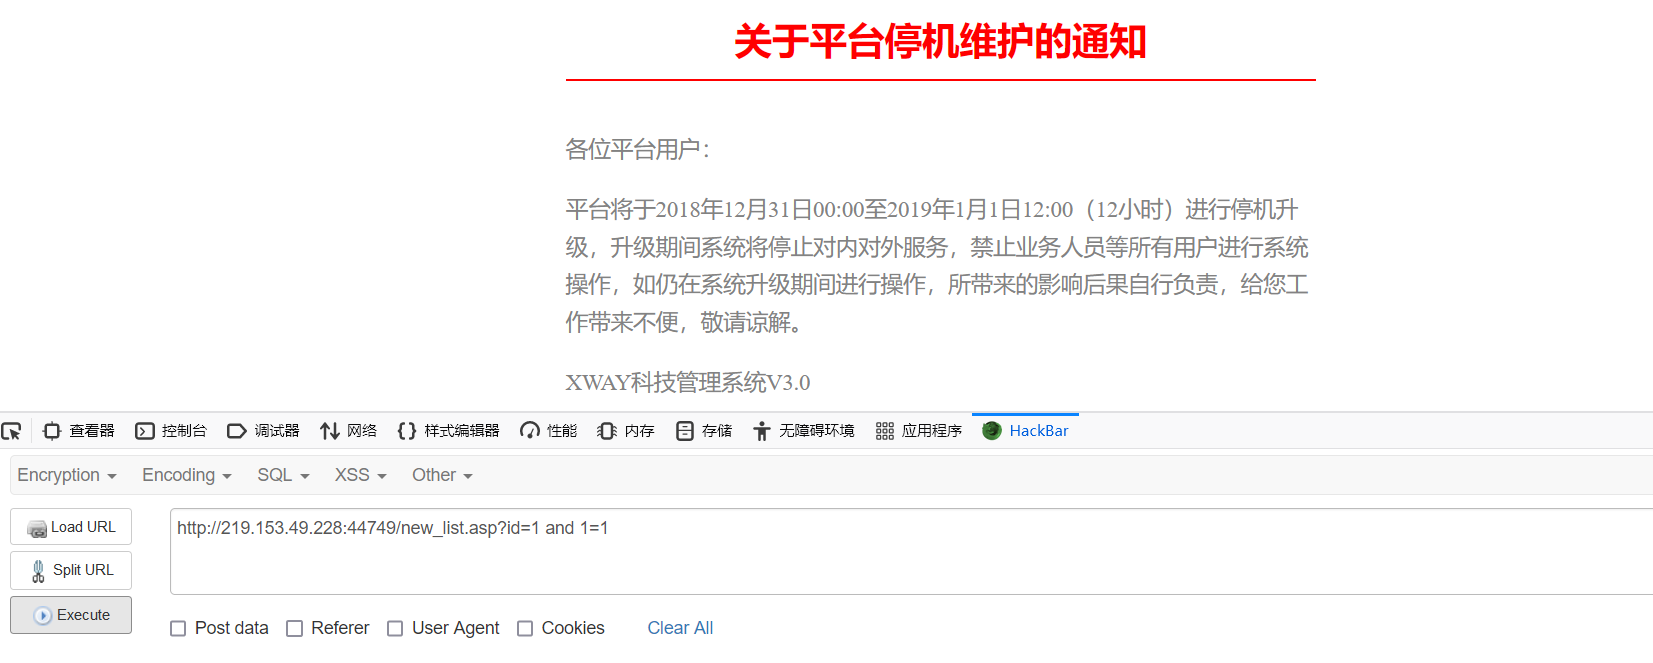 关于平台停机维护的通知
各位平台用户：
平台将于2018年12月31日00:00至2019年1月1日12:00（12小时）进行停机升
级，升级期间系统将停止对内对外服务，禁止业务人员等所有用户进行系统
操作，如仍在系统升级期间进行操作，所带来的影响后果自行负责，给您工
作带来不便，敬请谅解。
XWAY科技管理系统V3.0
查看器 控制台 调试器 网络 样式编辑器 性能 内存 存储 无障碍环境 应用程序 HackBar
Encryption Encoding SQL XSS Other
Load URL
http://219.153.49.228:44749/new_list.asp?id=1 and 1=1
Split URL
Execute
Post data Referer User Agent Cookies Clear All